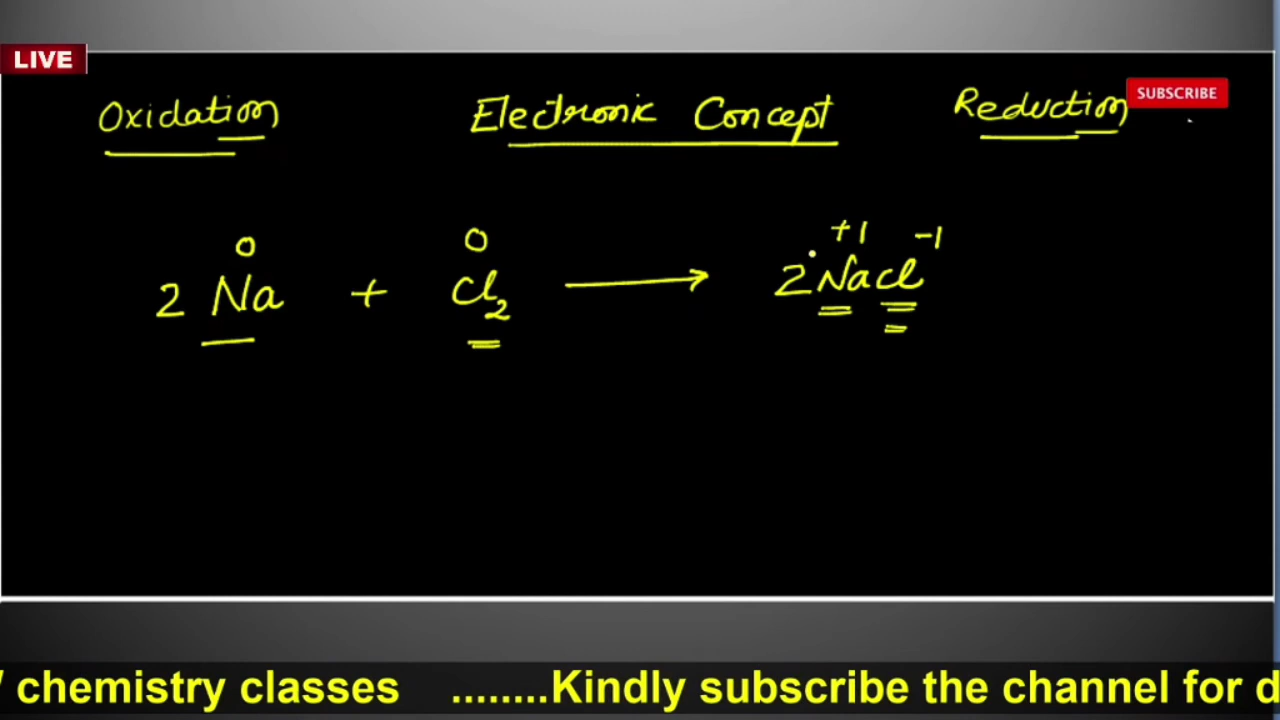 LIVE
Oxidation Electronic Concept Reduction SUBSCRIBE
0 0 +1 -1
2 Na + Cl₂ ⟶ 2 NaCl
chemistry classes ........Kindly subscribe the channel for d